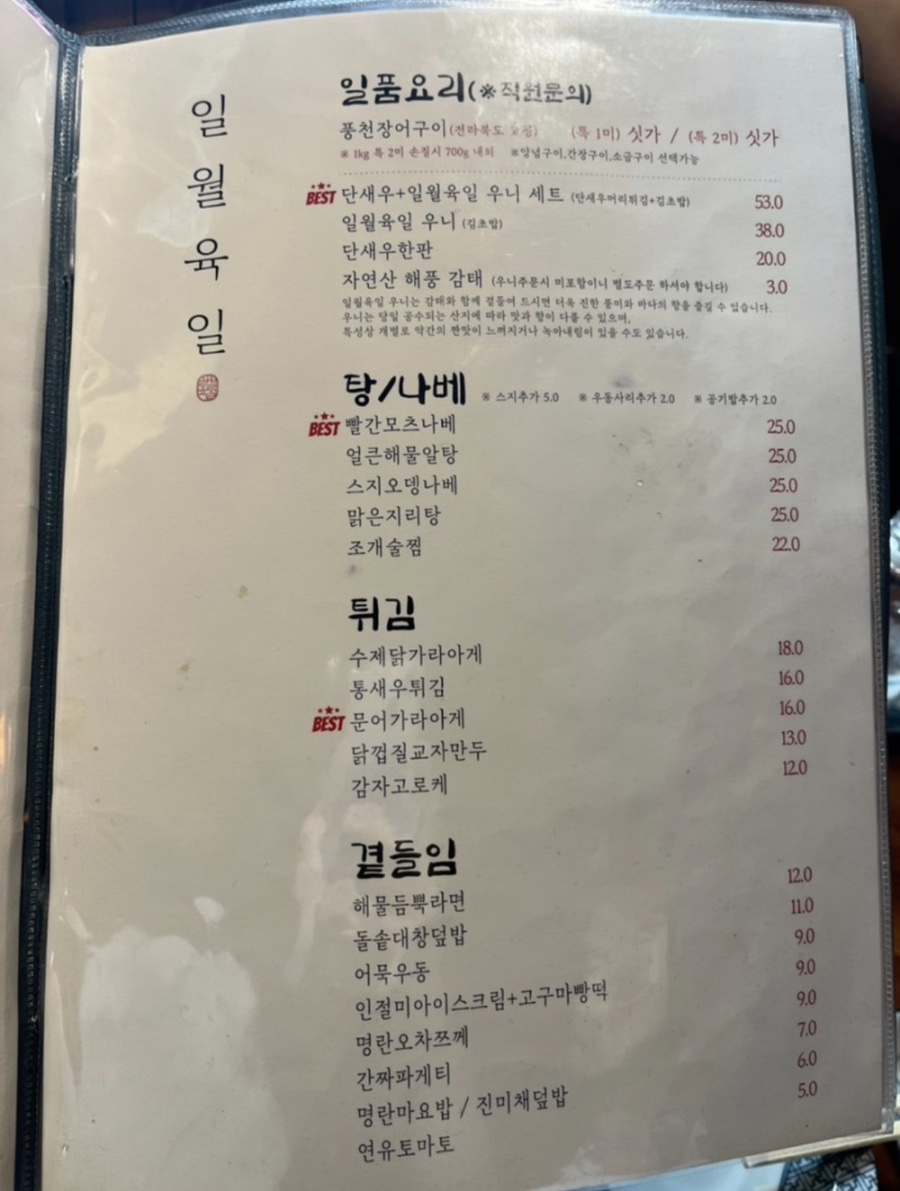 일월육일
일품요리(※직원문의)
풍천장어구이(전라북도 고창) (특 1미) 싯가 / (특 2미) 싯가
※ 1kg 특 2미 손질시 700g 내외 ※양념구이,간장구이,소금구이 선택가능
BEST 단새우+일월육일 우니 세트 (단새우머리튀김+김초밥) 53.0
일월육일 우니 (김초밥) 38.0
단새우한판 20.0
자연산 해풍 감태 (우니주문시 미포함이니 별도주문 하셔야 합니다) 3.0
일월육일 우니는 감태와 함께 곁들여 드시면 더욱 진한 풍미와 바다의 향을 즐길 수 있습니다.
우니는 당일 공수되는 산지에 따라 맛과 향이 다를 수 있으며,
특성상 개별로 약간의 짠맛이 느껴지거나 녹아내림이 있을 수도 있습니다.
탕/나베 ※ 스지추가 5.0 ※ 우동사리추가 2.0 ※ 공기밥추가 2.0
BEST 빨간모츠나베 25.0
얼큰해물알탕 25.0
스지오뎅나베 25.0
맑은지리탕 25.0
조개술찜 22.0
튀김
수제닭가라아게 18.0
통새우튀김 16.0
BEST 문어가라아게 16.0
닭껍질교자만두 13.0
감자고로케 12.0
곁들임
해물듬뿍라면 12.0
돌솥대창덮밥 11.0
어묵우동 9.0
인절미아이스크림+고구마빵떡 9.0
명란오차쯔께 9.0
간짜파게티 7.0
명란마요밥 / 진미채덮밥 6.0
연유토마토 5.0